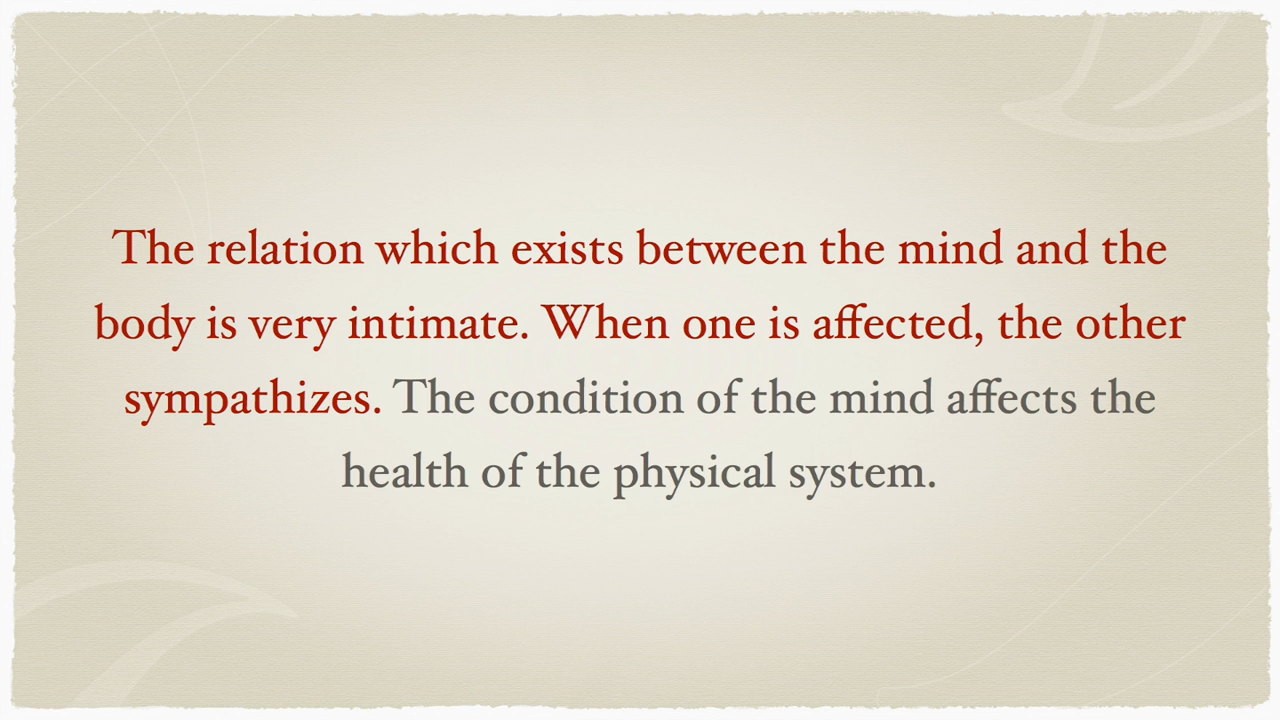 The relation which exists between the mind and the
body is very intimate. When one is affected, the other
sympathizes. The condition of the mind affects the
health of the physical system.